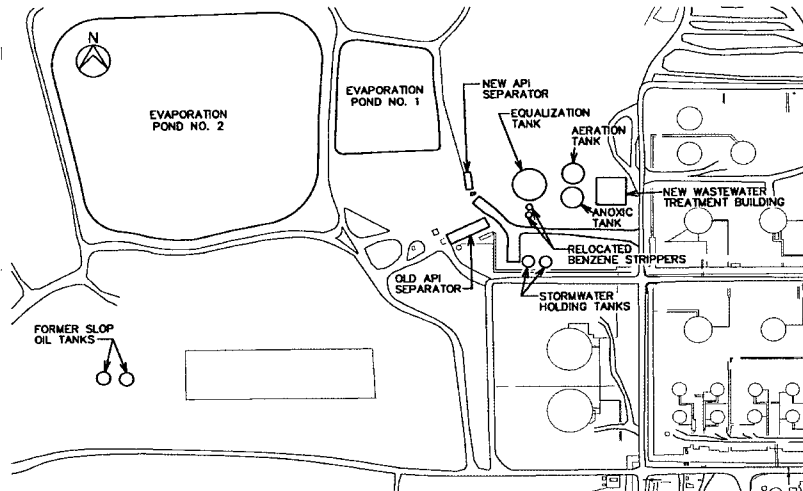 N
NEW API
SEPARATOR
EVAPORATION
POND NO. 1
EQUALIZATION
TANK
EVAPORATION
POND NO. 2
AERATION
TANK
NEW WASTEWATER
TREATMENT BUILDING
ANOXIC
TANK
RELOCATED
BENZENE STRIPPERS
OLD API
SEPARATOR
STORMWATER
HOLDING TANKS
FORMER SLOP
OIL TANKS